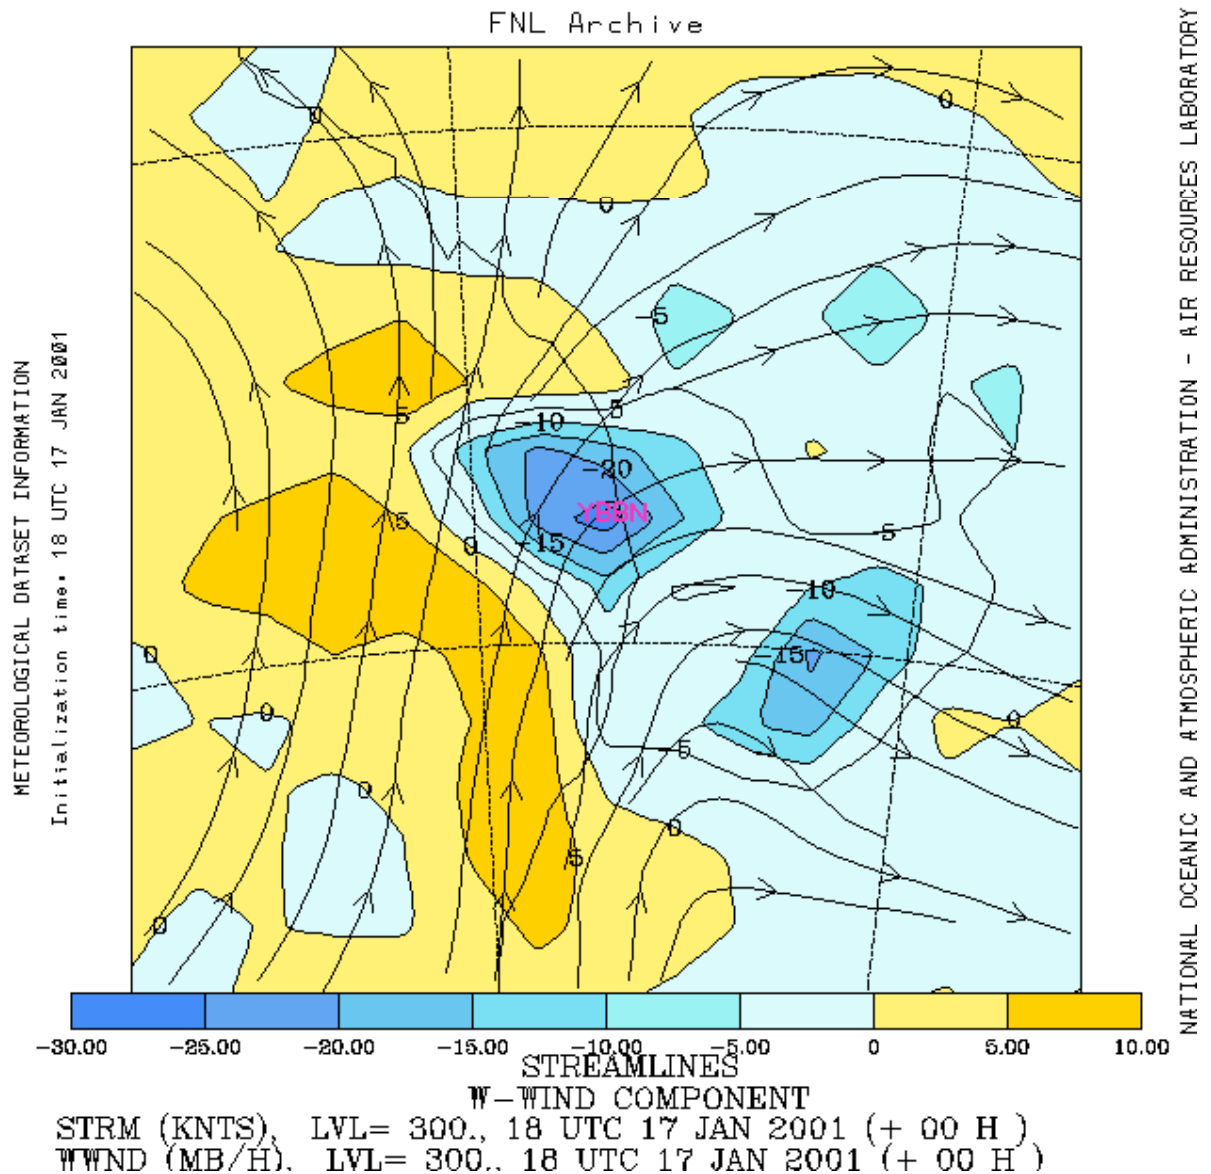 FNL Archive
NATIONAL OCEANIC AND ATMOSPHERIC ADMINISTRATION - AIR RESOURCES LABORATORY
METEOROLOGICAL DATASET INFORMATION
Initialization time: 18 UTC 17 JAN 2001
0
0
0
-5
5
5
-10
-20
YBBN
5
-15
-5
0
-10
0
-15
0
0
-5
0
0
5
0
-30.00 -25.00 -20.00 -15.00 -10.00 -5.00 0 5.00 10.00
STREAMLINES
W-WIND COMPONENT
STRM (KNTS), LVL= 300., 18 UTC 17 JAN 2001 (+ 00 H )
WWND (MB/H), LVL= 300., 18 UTC 17 JAN 2001 (+ 00 H )